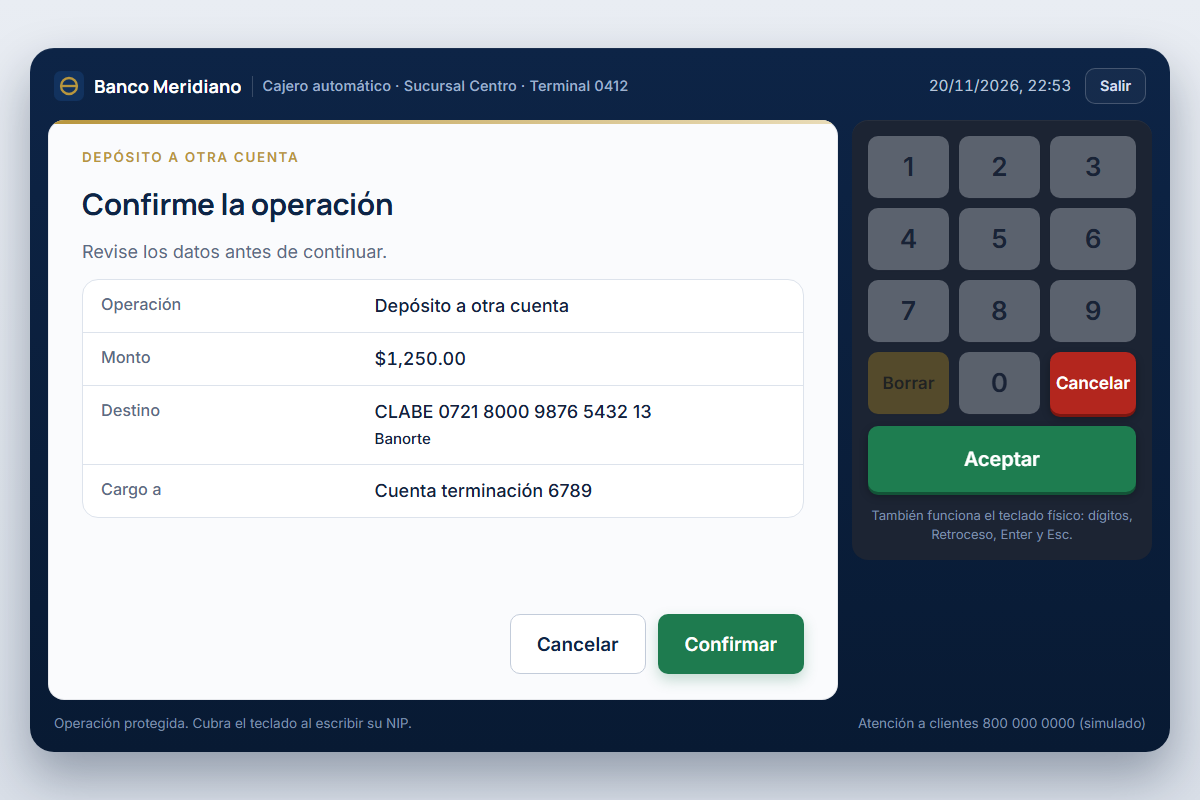 Banco Meridiano
Cajero automático · Sucursal Centro · Terminal 0412
20/11/2026, 22:53
Salir
DEPÓSITO A OTRA CUENTA
Confirme la operación
Revise los datos antes de continuar.
Operación Depósito a otra cuenta
Monto $1,250.00
Destino CLABE 0721 8000 9876 5432 13
Banorte
Cargo a Cuenta terminación 6789
Cancelar Confirmar
1 2 3
4 5 6
7 8 9
Borrar 0 Cancelar
Aceptar
También funciona el teclado físico: dígitos,
Retroceso, Enter y Esc.
Operación protegida. Cubra el teclado al escribir su NIP.
Atención a clientes 800 000 0000 (simulado)